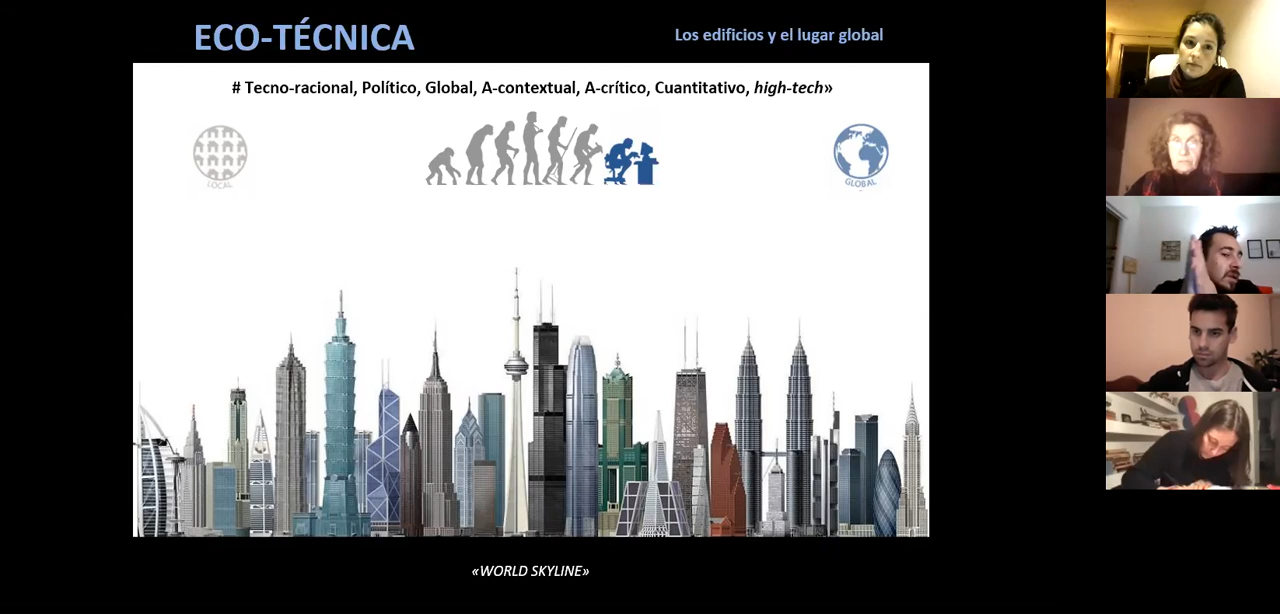 ECO-TÉCNICA
Los edificios y el lugar global
# Tecno-racional, Político, Global, A-contextual, A-crítico, Cuantitativo, high-tech»
LOCAL
GLOBAL
«WORLD SKYLINE»